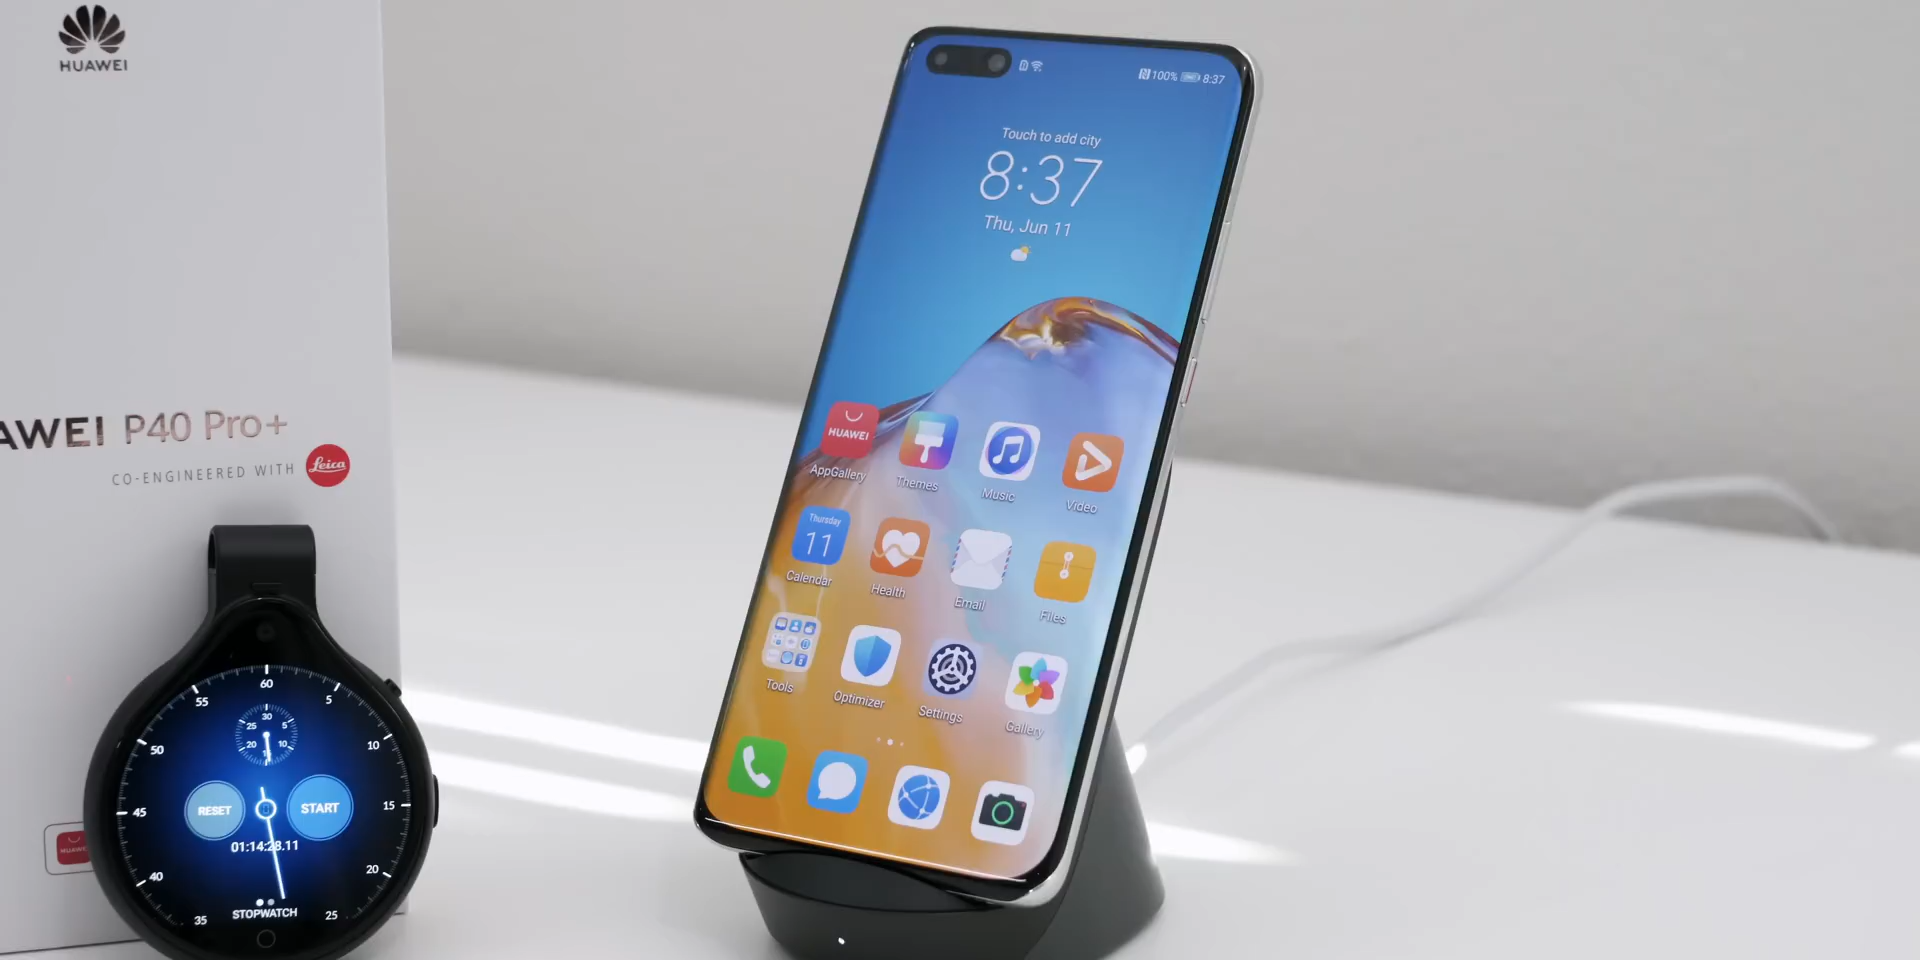 HUAWEI
AWEI P40 Pro+
CO-ENGINEERED WITH
Leica
60
5
10
15
20
25
35
40
45
50
55
30
5
10
15
20
25
RESET
START
01:14:28.11
STOPWATCH
100%
8:37
Touch to add city
8:37
Thu, Jun 11
HUAWEI
AppGallery
Themes
Music
Video
Thursday
11
Calendar
Health
Email
Files
Tools
Optimizer
Settings
Gallery